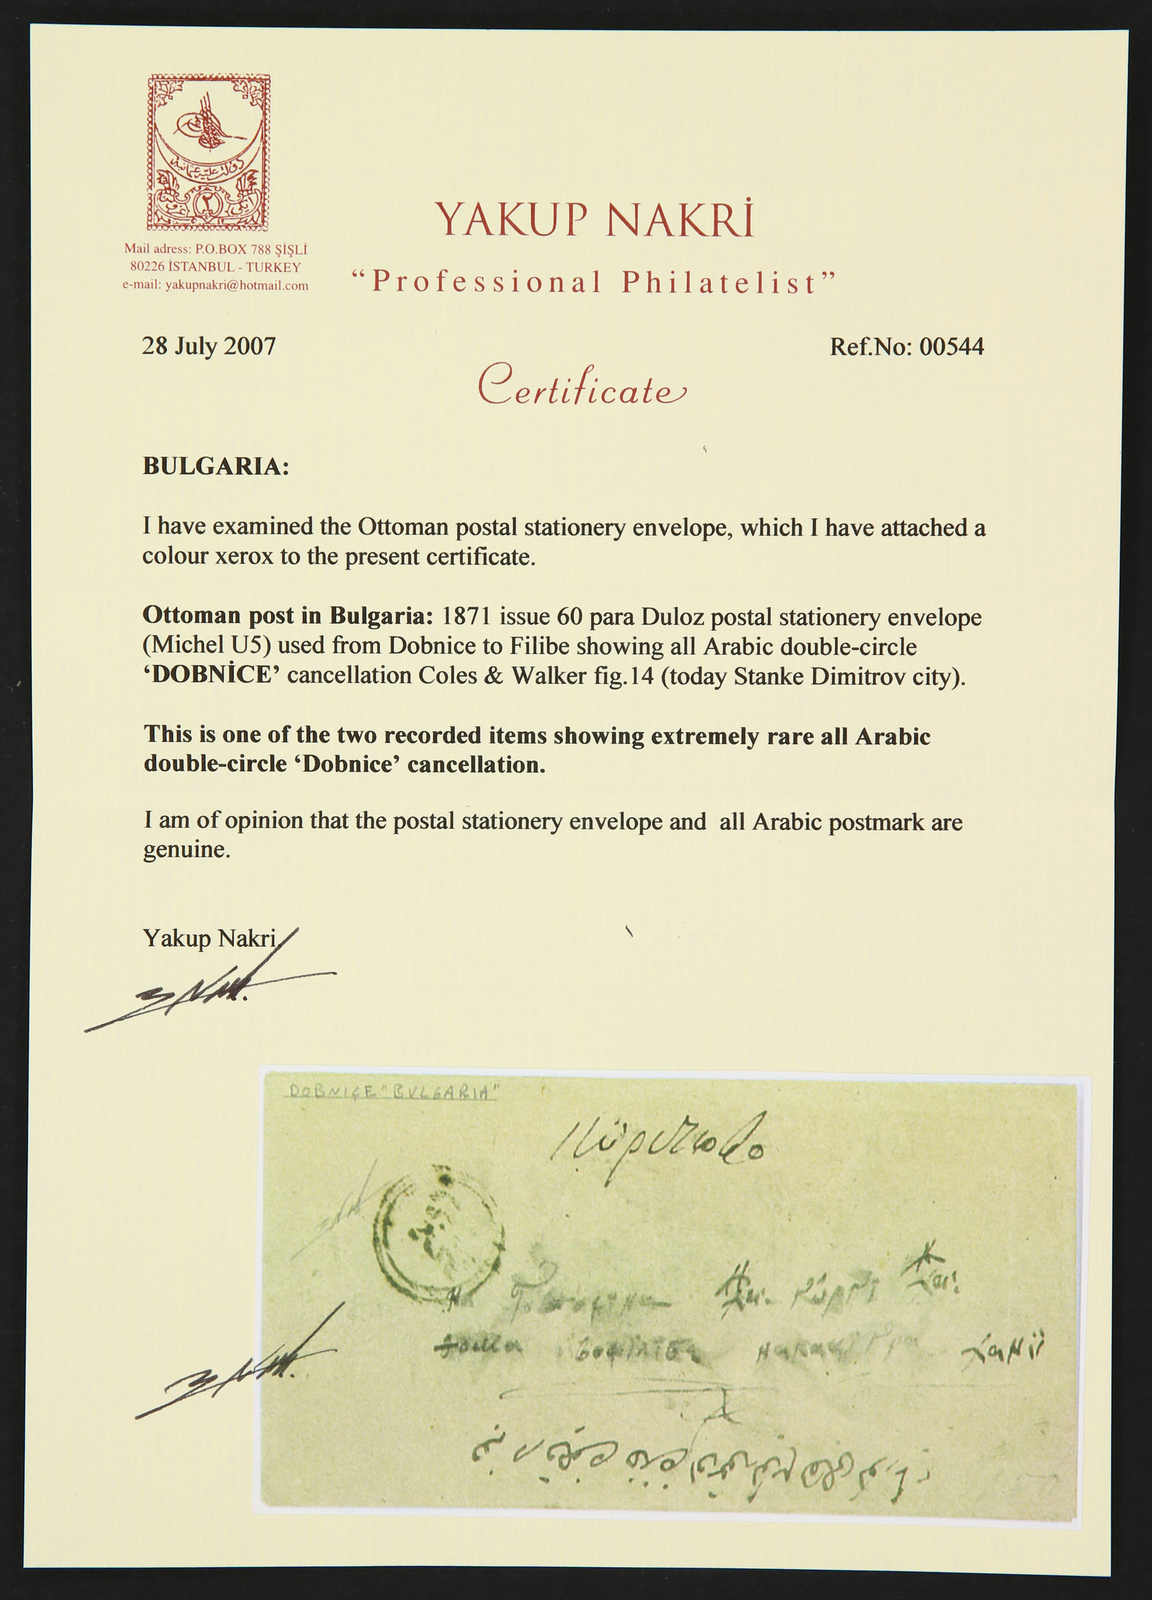 Mail adress: P.O.BOX 788 ŞİŞLİ
80226 İSTANBUL - TURKEY
e-mail: yakupnakri@hotmail.com
YAKUP NAKRİ
“Professional Philatelist”
28 July 2007
Ref.No: 00544
Certificate
BULGARIA:
I have examined the Ottoman postal stationery envelope, which I have attached a
colour xerox to the present certificate.
Ottoman post in Bulgaria: 1871 issue 60 para Duloz postal stationery envelope
(Michel U5) used from Dobnice to Filibe showing all Arabic double-circle
‘DOBNİCE’ cancellation Coles & Walker fig.14 (today Stanke Dimitrov city).
This is one of the two recorded items showing extremely rare all Arabic
double-circle ‘Dobnice’ cancellation.
I am of opinion that the postal stationery envelope and all Arabic postmark are
genuine.
Yakup Nakri
DOBNIÇE "BULGARIA"